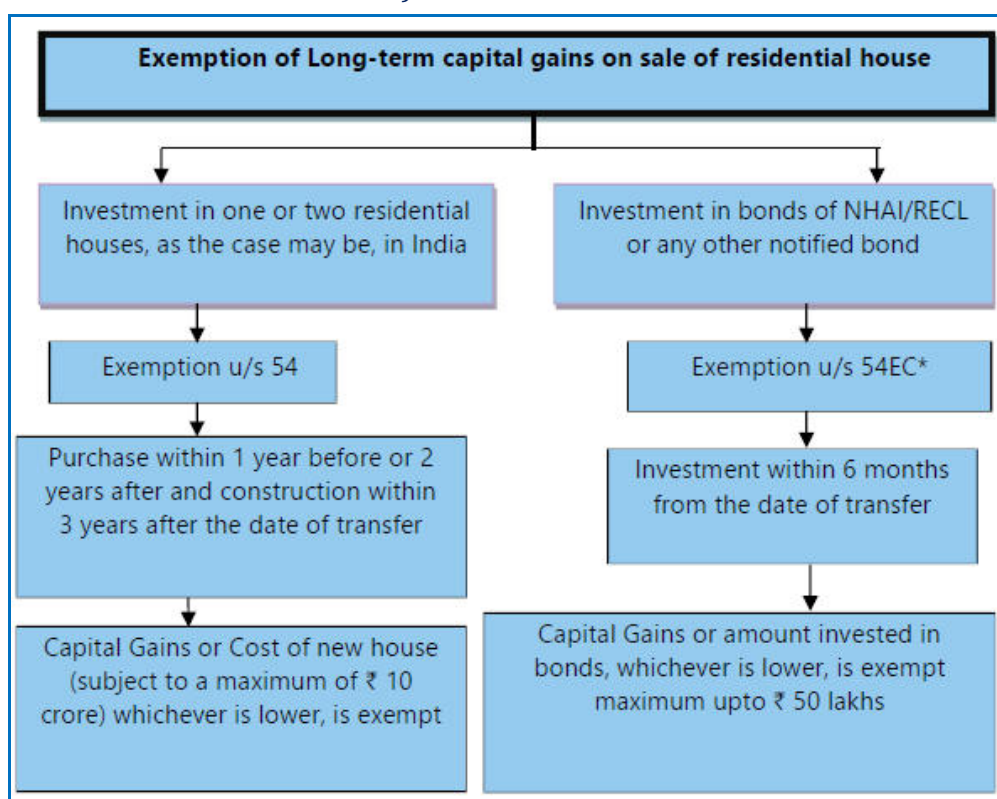 Exemption of Long-term capital gains on sale of residential house
Investment in one or two residential
houses, as the case may be, in India
Exemption u/s 54
Purchase within 1 year before or 2
years after and construction within
3 years after the date of transfer
Capital Gains or Cost of new house
(subject to a maximum of ₹ 10
crore) whichever is lower, is exempt
Investment in bonds of NHAI/RECL
or any other notified bond
Exemption u/s 54EC*
Investment within 6 months
from the date of transfer
Capital Gains or amount invested in
bonds, whichever is lower, is exempt
maximum upto ₹ 50 lakhs